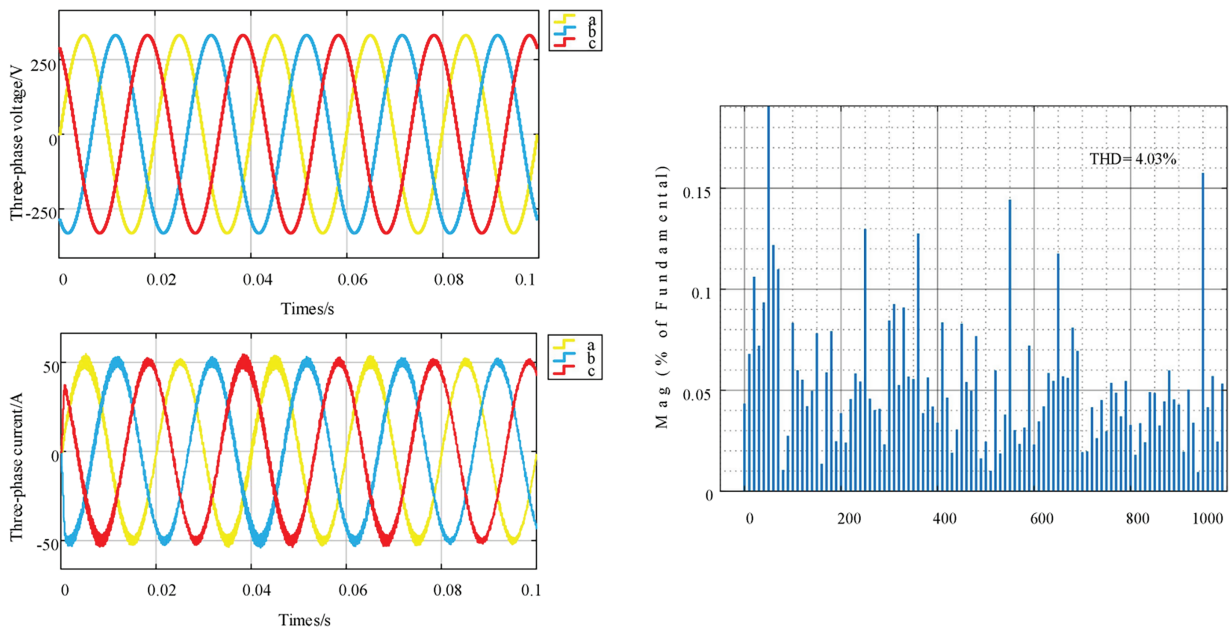 a
b
c
250
0
-250
Three-phase voltage/V
0
0.02
0.04
0.06
0.08
0.1
Times/s
a
b
c
50
0
-50
Three-phase current/A
0
0.02
0.04
0.06
0.08
0.1
Times/s
THD= 4.03%
0.15
0.1
0.05
0
Mag (% of Fundamental)
0
200
400
600
800
1000